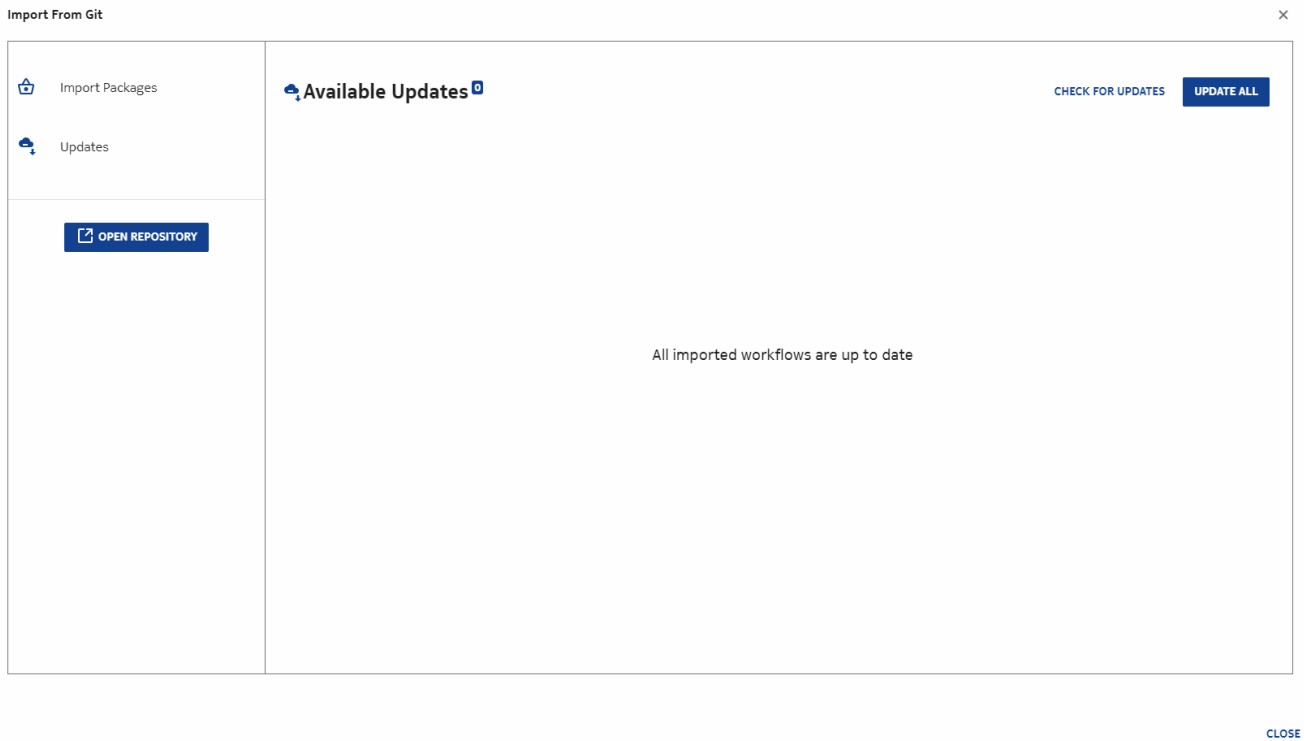 Import From Git
Import Packages
Updates
OPEN REPOSITORY
Available Updates 0
CHECK FOR UPDATES
UPDATE ALL
All imported workflows are up to date
CLOSE